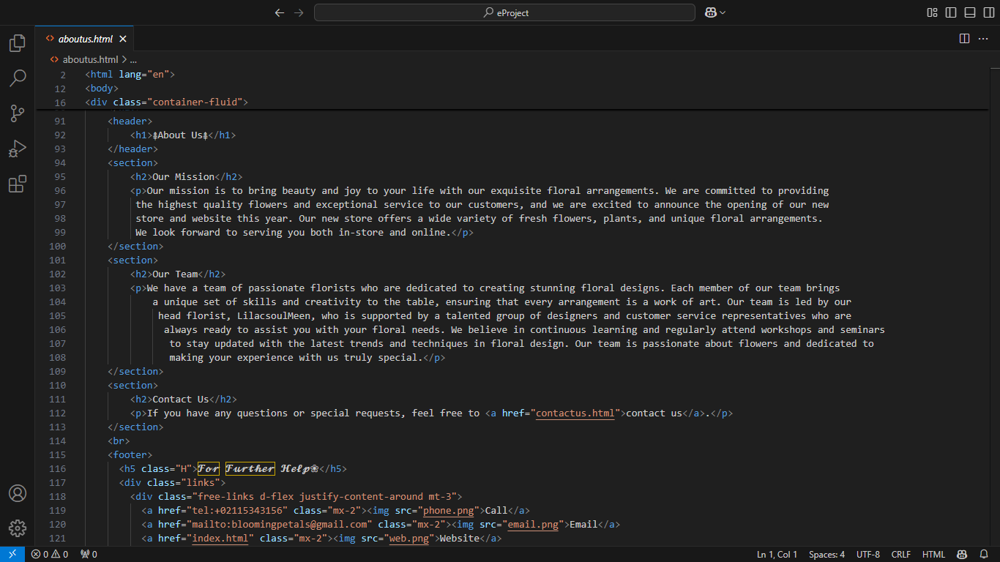 eProject
aboutus.html
aboutus.html > ...
2 <html lang="en">
12 <body>
16 <div class="container-fluid">
91 <header>
92 <h1>⇞About Us⇞</h1>
93 </header>
94 <section>
95 <h2>Our Mission</h2>
96 <p>Our mission is to bring beauty and joy to your life with our exquisite floral arrangements. We are committed to providing
97 the highest quality flowers and exceptional service to our customers, and we are excited to announce the opening of our new
98 store and website this year. Our new store offers a wide variety of fresh flowers, plants, and unique floral arrangements.
99 We look forward to serving you both in-store and online.</p>
100 </section>
101 <section>
102 <h2>Our Team</h2>
103 <p>We have a team of passionate florists who are dedicated to creating stunning floral designs. Each member of our team brings
104 a unique set of skills and creativity to the table, ensuring that every arrangement is a work of art. Our team is led by our
105 head florist, LilacsoulMeen, who is supported by a talented group of designers and customer service representatives who are
106 always ready to assist you with your floral needs. We believe in continuous learning and regularly attend workshops and seminars
107 to stay updated with the latest trends and techniques in floral design. Our team is passionate about flowers and dedicated to
108 making your experience with us truly special.</p>
109 </section>
110 <section>
111 <h2>Contact Us</h2>
112 <p>If you have any questions or special requests, feel free to <a href="contactus.html">contact us</a>.</p>
113 </section>
114 <br>
115 <footer>
116 <h5 class="H">𝓕𝓸𝓻 𝓕𝓾𝓻𝓽𝓱𝓮𝓻 𝓗𝓮𝓵𝓹❀</h5>
117 <div class="links">
118 <div class="free-links d-flex justify-content-around mt-3">
119 <a href="tel:+02115343156" class="mx-2"><img src="phone.png">Call</a>
120 <a href="mailto:bloomingpetals@gmail.com" class="mx-2"><img src="email.png">Email</a>
121 <a href="index.html" class="mx-2"><img src="web.png">Website</a>
0 0 0 Ln 1, Col 1 Spaces: 4 UTF-8 CRLF HTML